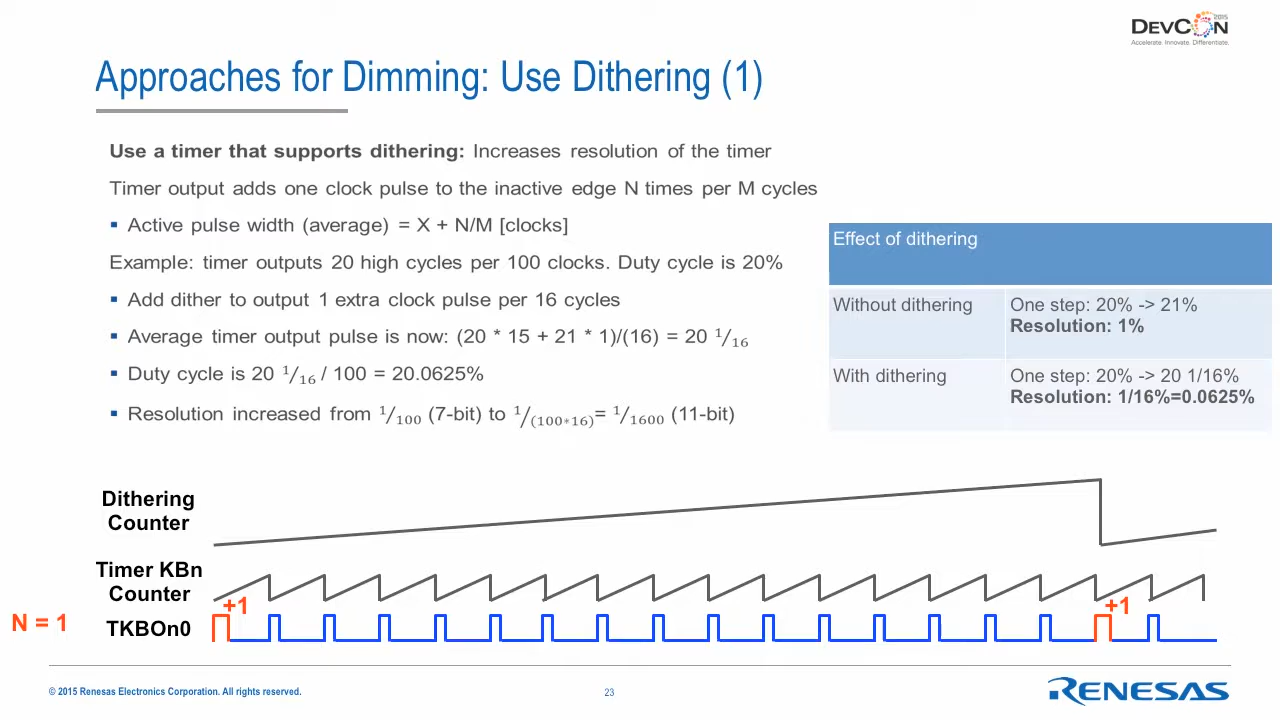 DevCon 2015
Accelerate. Innovate. Differentiate.
Approaches for Dimming: Use Dithering (1)
Use a timer that supports dithering: Increases resolution of the timer
Timer output adds one clock pulse to the inactive edge N times per M cycles
▪ Active pulse width (average) = X + N/M [clocks]
Example: timer outputs 20 high cycles per 100 clocks. Duty cycle is 20%
▪ Add dither to output 1 extra clock pulse per 16 cycles
▪ Average timer output pulse is now: (20 * 15 + 21 * 1)/(16) = 20 1/16
▪ Duty cycle is 20 1/16 / 100 = 20.0625%
▪ Resolution increased from 1/100 (7-bit) to 1/(100*16)= 1/1600 (11-bit)
Effect of dithering
Without dithering
One step: 20% -> 21%
Resolution: 1%
With dithering
One step: 20% -> 20 1/16%
Resolution: 1/16%=0.0625%
Dithering
Counter
Timer KBn
Counter
+1
+1
N = 1
TKBOn0
© 2015 Renesas Electronics Corporation. All rights reserved.
23
RENESAS